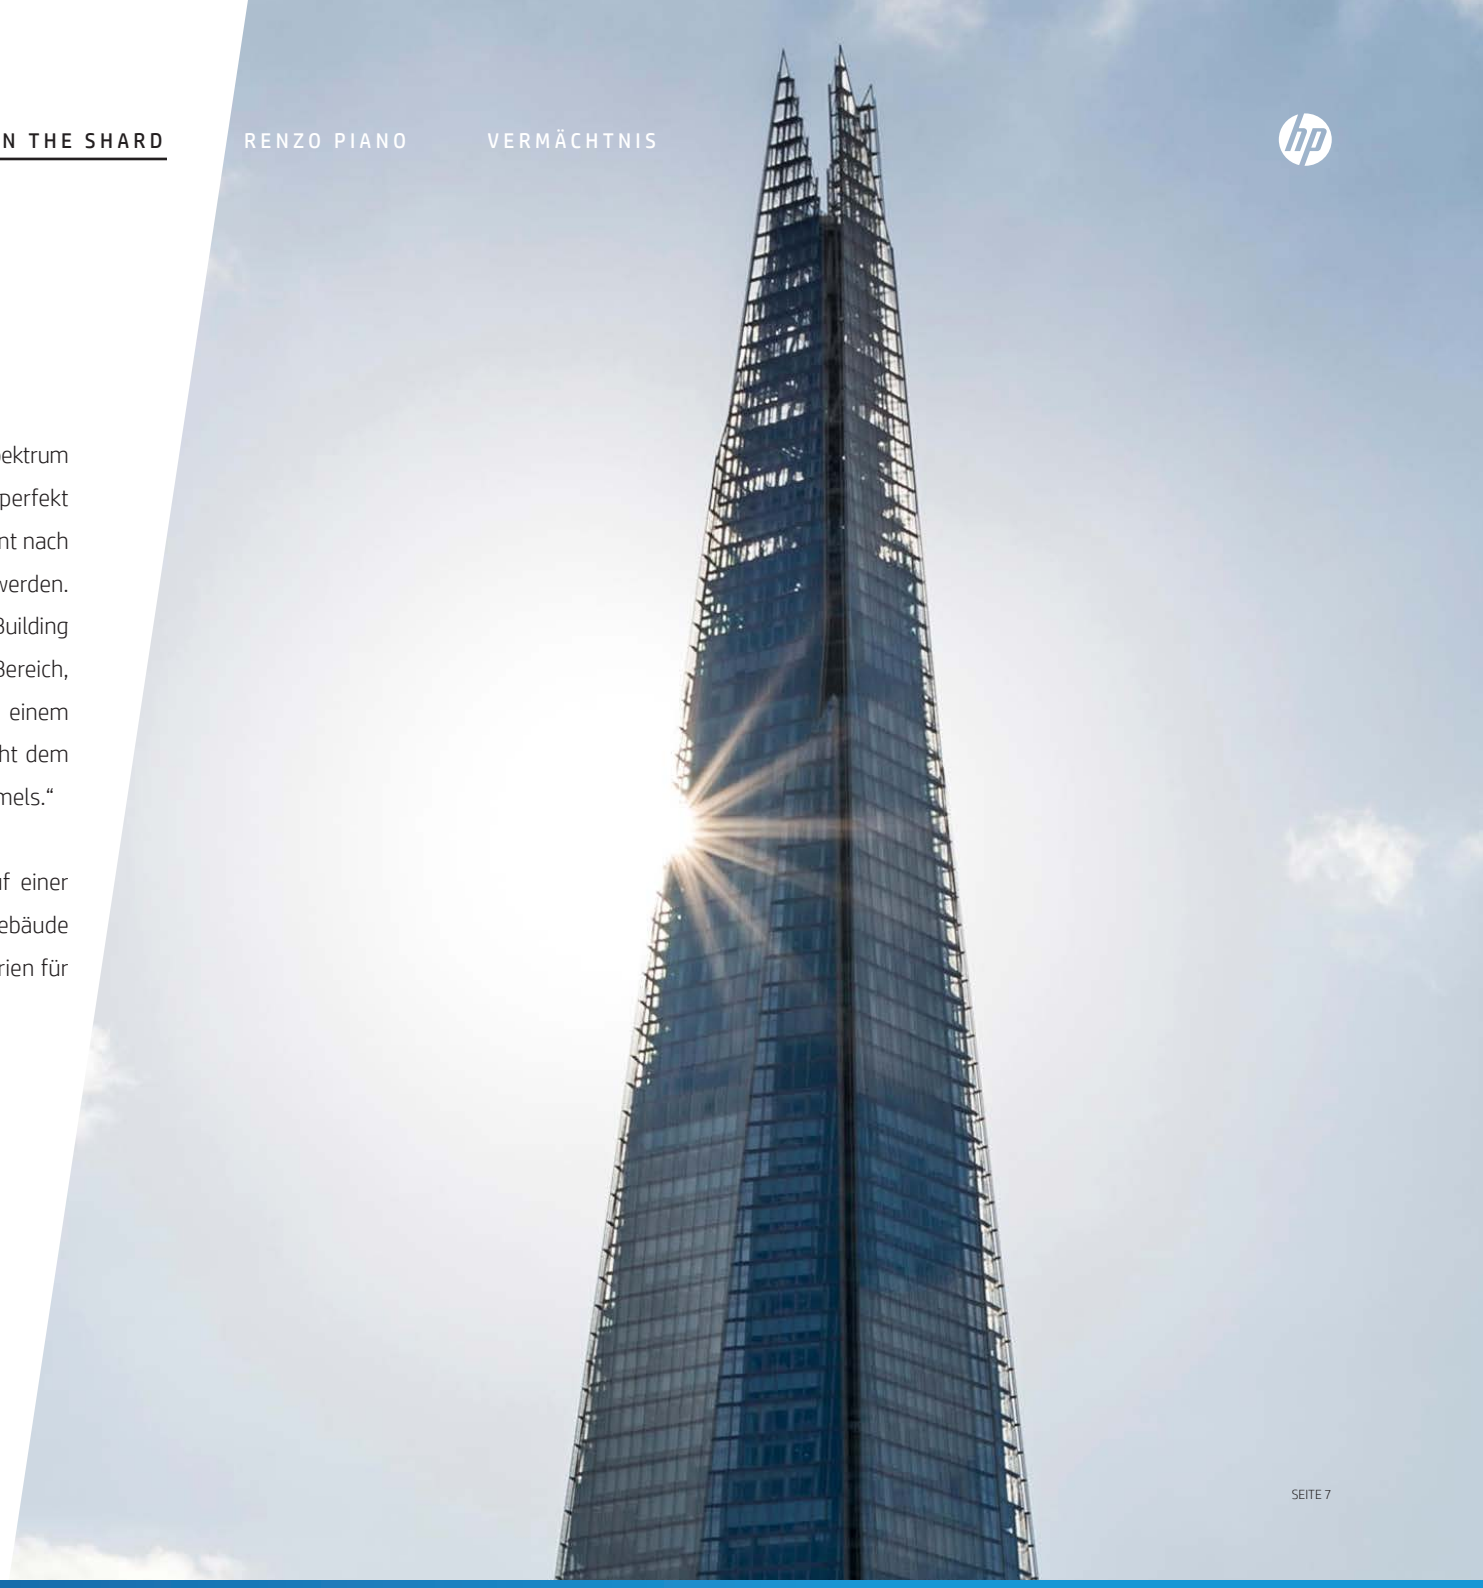 N THE SHARD
RENZO PIANO
VERMÄCHTNIS
hp
ektrum
perfekt
nt nach
verden.
Building
Bereich,
einem
ht dem
mels.“
f einer
ebäude
rien für
SEITE 7